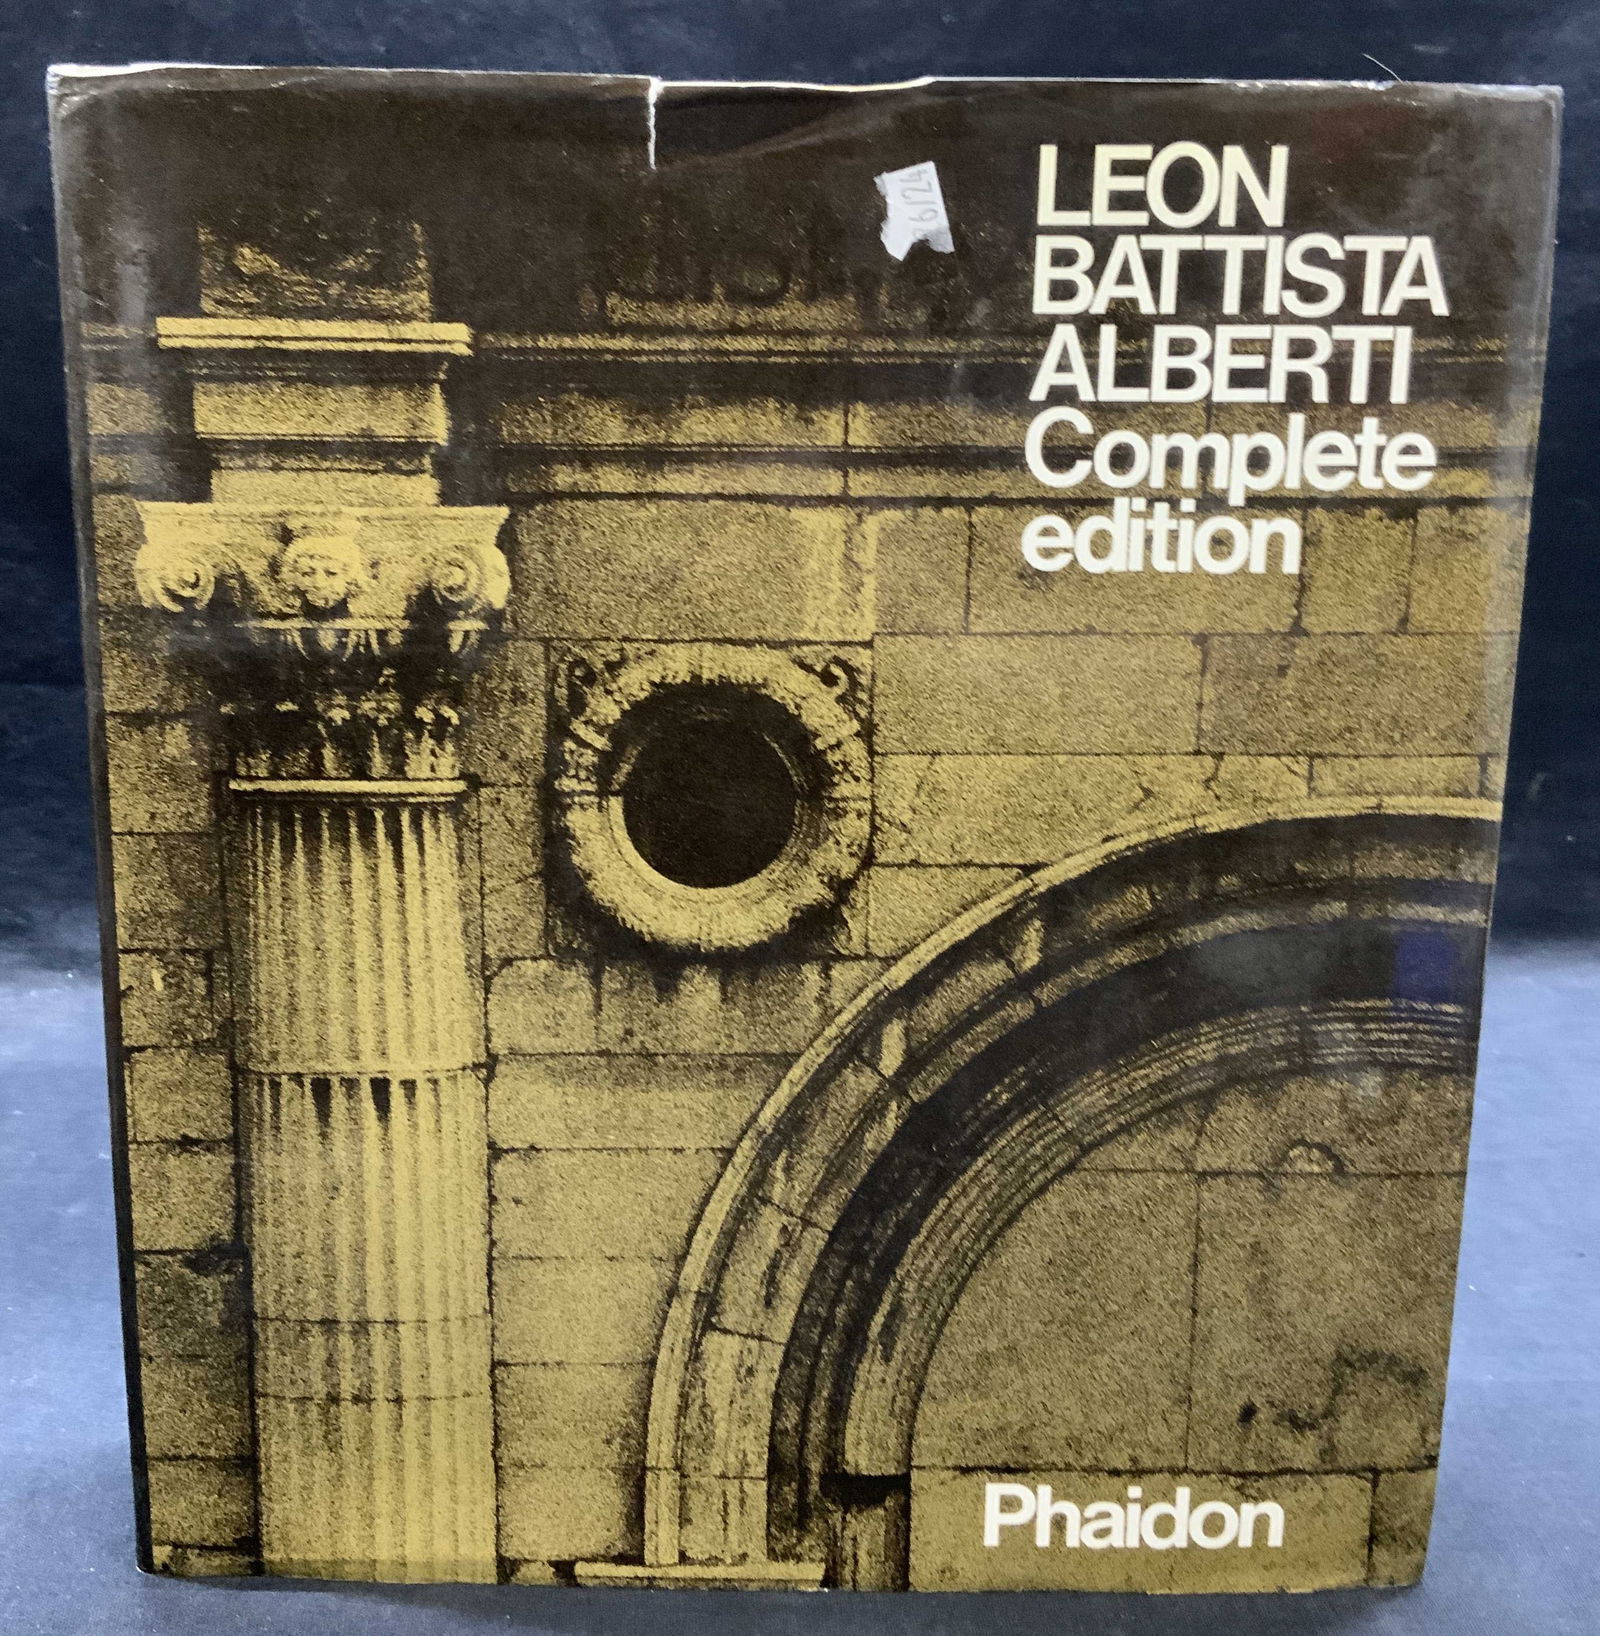 LEON
BATTISTA
ALBERTI
Complete
edition
Phaidon